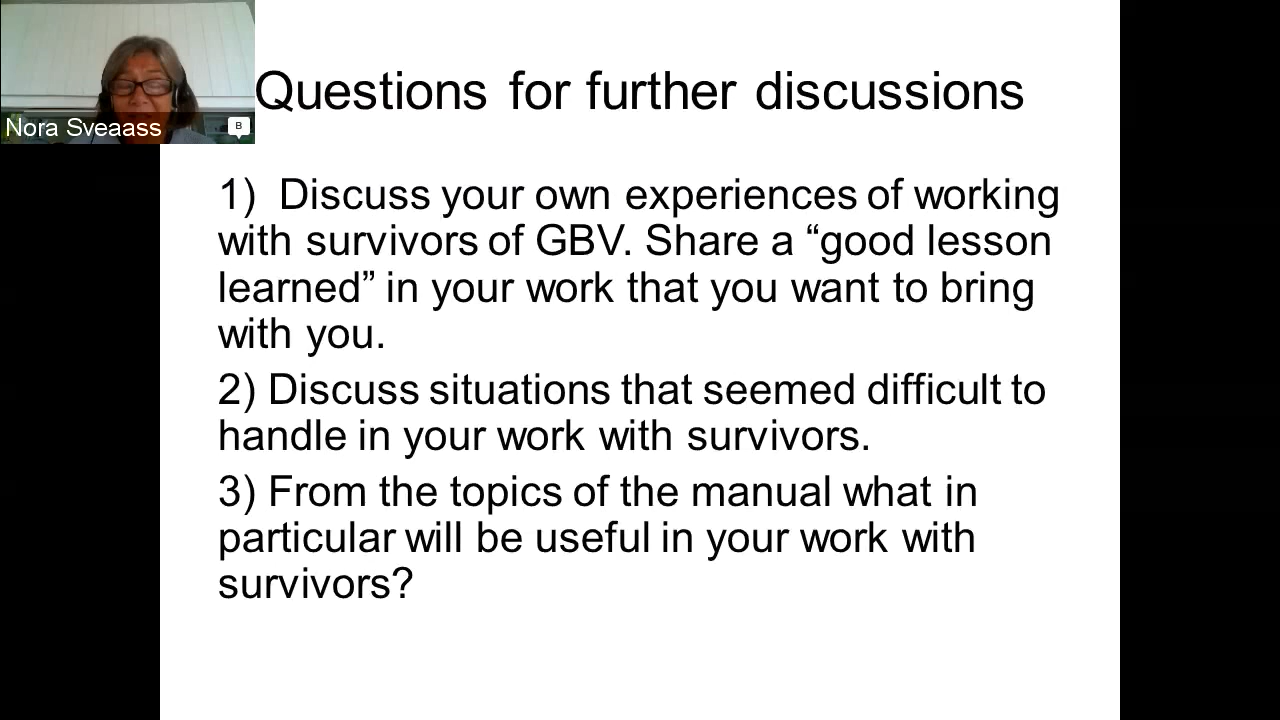 Questions for further discussions
Nora Sveaass
B
1) Discuss your own experiences of working
with survivors of GBV. Share a “good lesson
learned” in your work that you want to bring
with you.
2) Discuss situations that seemed difficult to
handle in your work with survivors.
3) From the topics of the manual what in
particular will be useful in your work with
survivors?